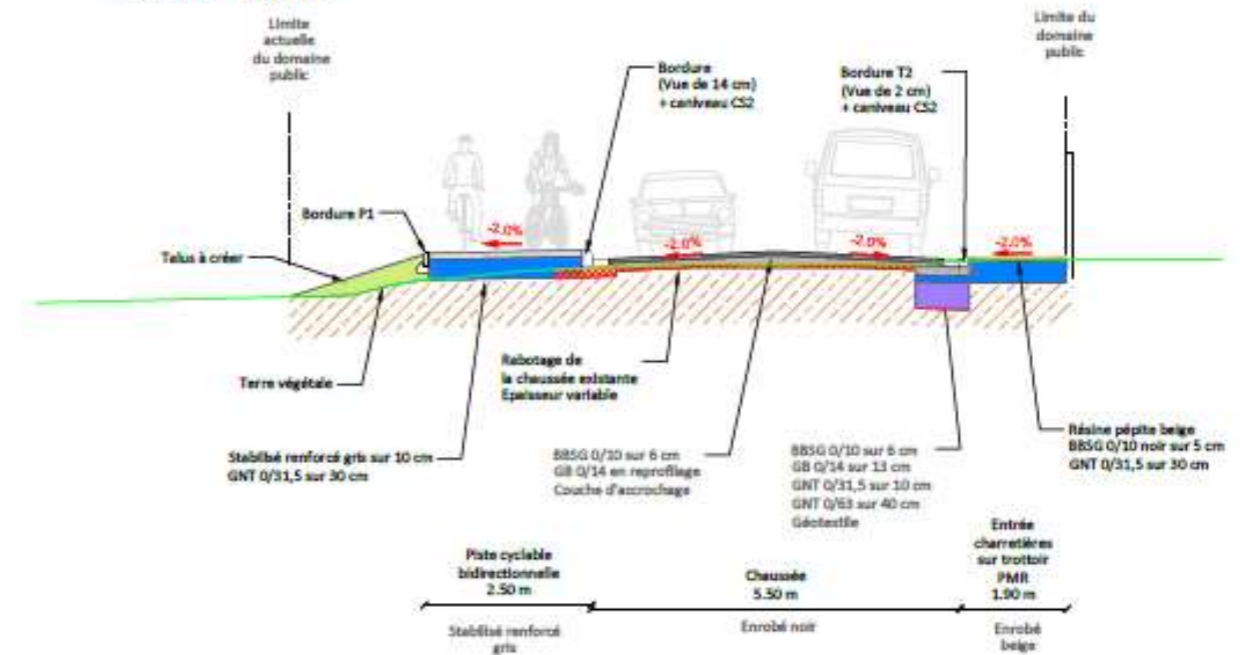 Limite
actuelle
du domaine
public
Limite du
domaine
public
Bordure
(Vue de 14 cm)
+ caniveau CS2
Bordure T2
(Vue de 2 cm)
+ caniveau CS2
Bordure P1
-2.0%
-2.0%
-2.0%
-2.0%
Talus à créer
Terre végétale
Rabotage de
la chaussée existante
Epaisseur variable
Stabilisé renforcé gris sur 10 cm
GNT 0/31,5 sur 30 cm
BBSG 0/10 sur 6 cm
GB 0/14 en reprofilage
Couche d'accrochage
BBSG 0/10 sur 6 cm
GB 0/14 sur 13 cm
GNT 0/31,5 sur 10 cm
GNT 0/63 sur 40 cm
Géotextile
Résine pépite beige
BBSG 0/10 noir sur 5 cm
GNT 0/31,5 sur 30 cm
Piste cyclable
bidirectionnelle
2.50 m
Chaussée
5.50 m
Entrée
charretières
sur trottoir
PMR
1.90 m
Stabilisé renforcé
gris
Enrobé noir
Enrobé
beige